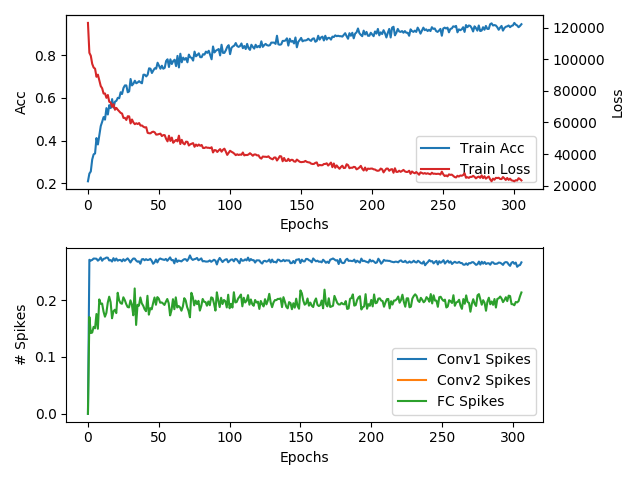 Acc
0.8
0.6
0.4
0.2
120000
100000
80000
60000
40000
20000
Loss
Train Acc
Train Loss
0 50 100 150 200 250 300
Epochs
# Spikes
0.2
0.1
0.0
Conv1 Spikes
Conv2 Spikes
FC Spikes
0 50 100 150 200 250 300
Epochs